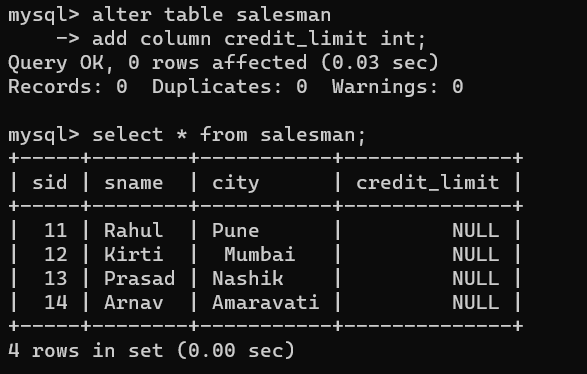 mysql> alter table salesman
    -> add column credit_limit int;
Query OK, 0 rows affected (0.03 sec)
Records: 0  Duplicates: 0  Warnings: 0

mysql> select * from salesman;
+-----+--------+-----------+--------------+
| sid | sname  | city      | credit_limit |
+-----+--------+-----------+--------------+
|  11 | Rahul  | Pune      |         NULL |
|  12 | Kirti  |  Mumbai   |         NULL |
|  13 | Prasad | Nashik    |         NULL |
|  14 | Arnav  | Amaravati |         NULL |
+-----+--------+-----------+--------------+
4 rows in set (0.00 sec)